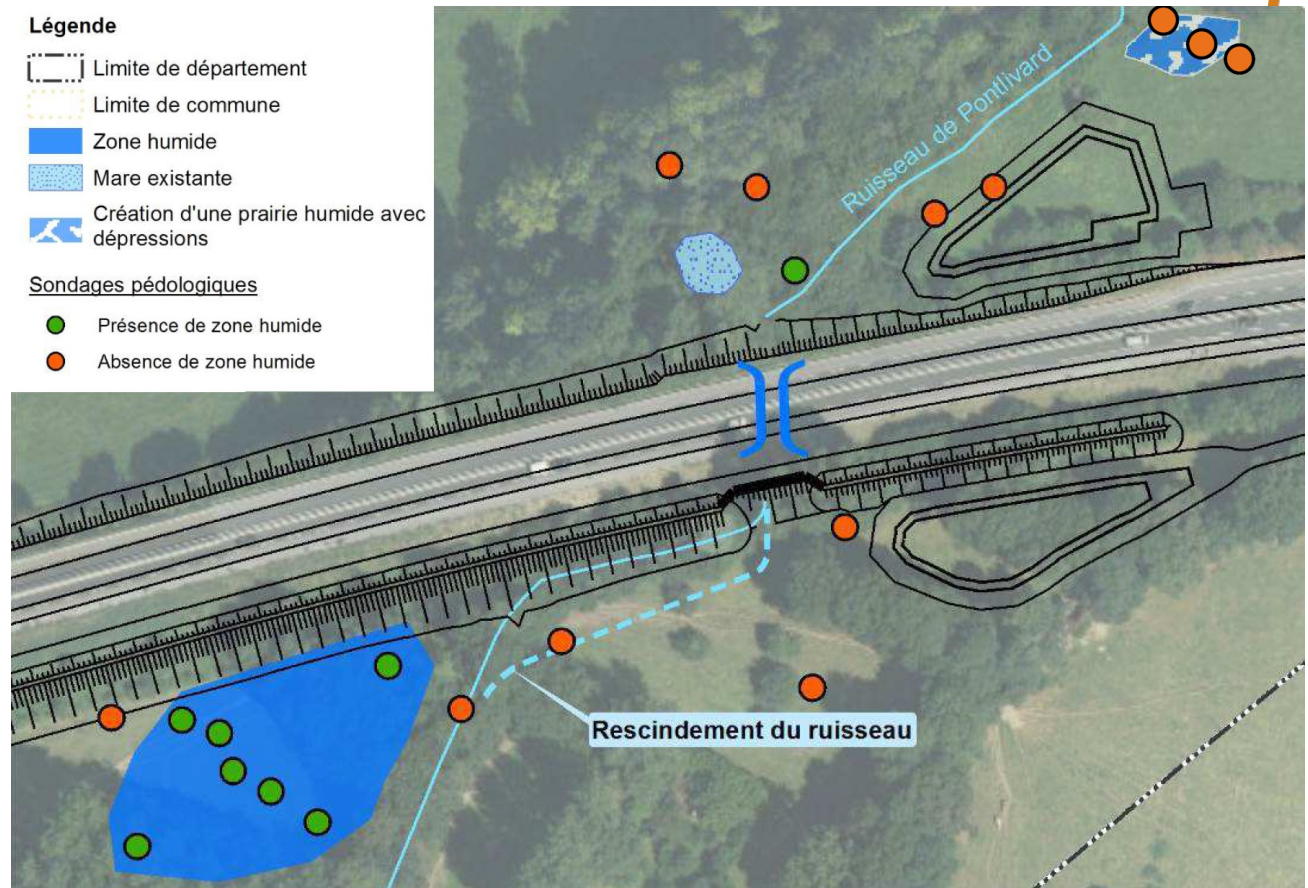 Légende
Limite de département
Limite de commune
Zone humide
Mare existante
Création d'une prairie humide avec
dépressions
Sondages pédologiques
Présence de zone humide
Absence de zone humide
Ruisseau de Pontlivard
Rescindement du ruisseau